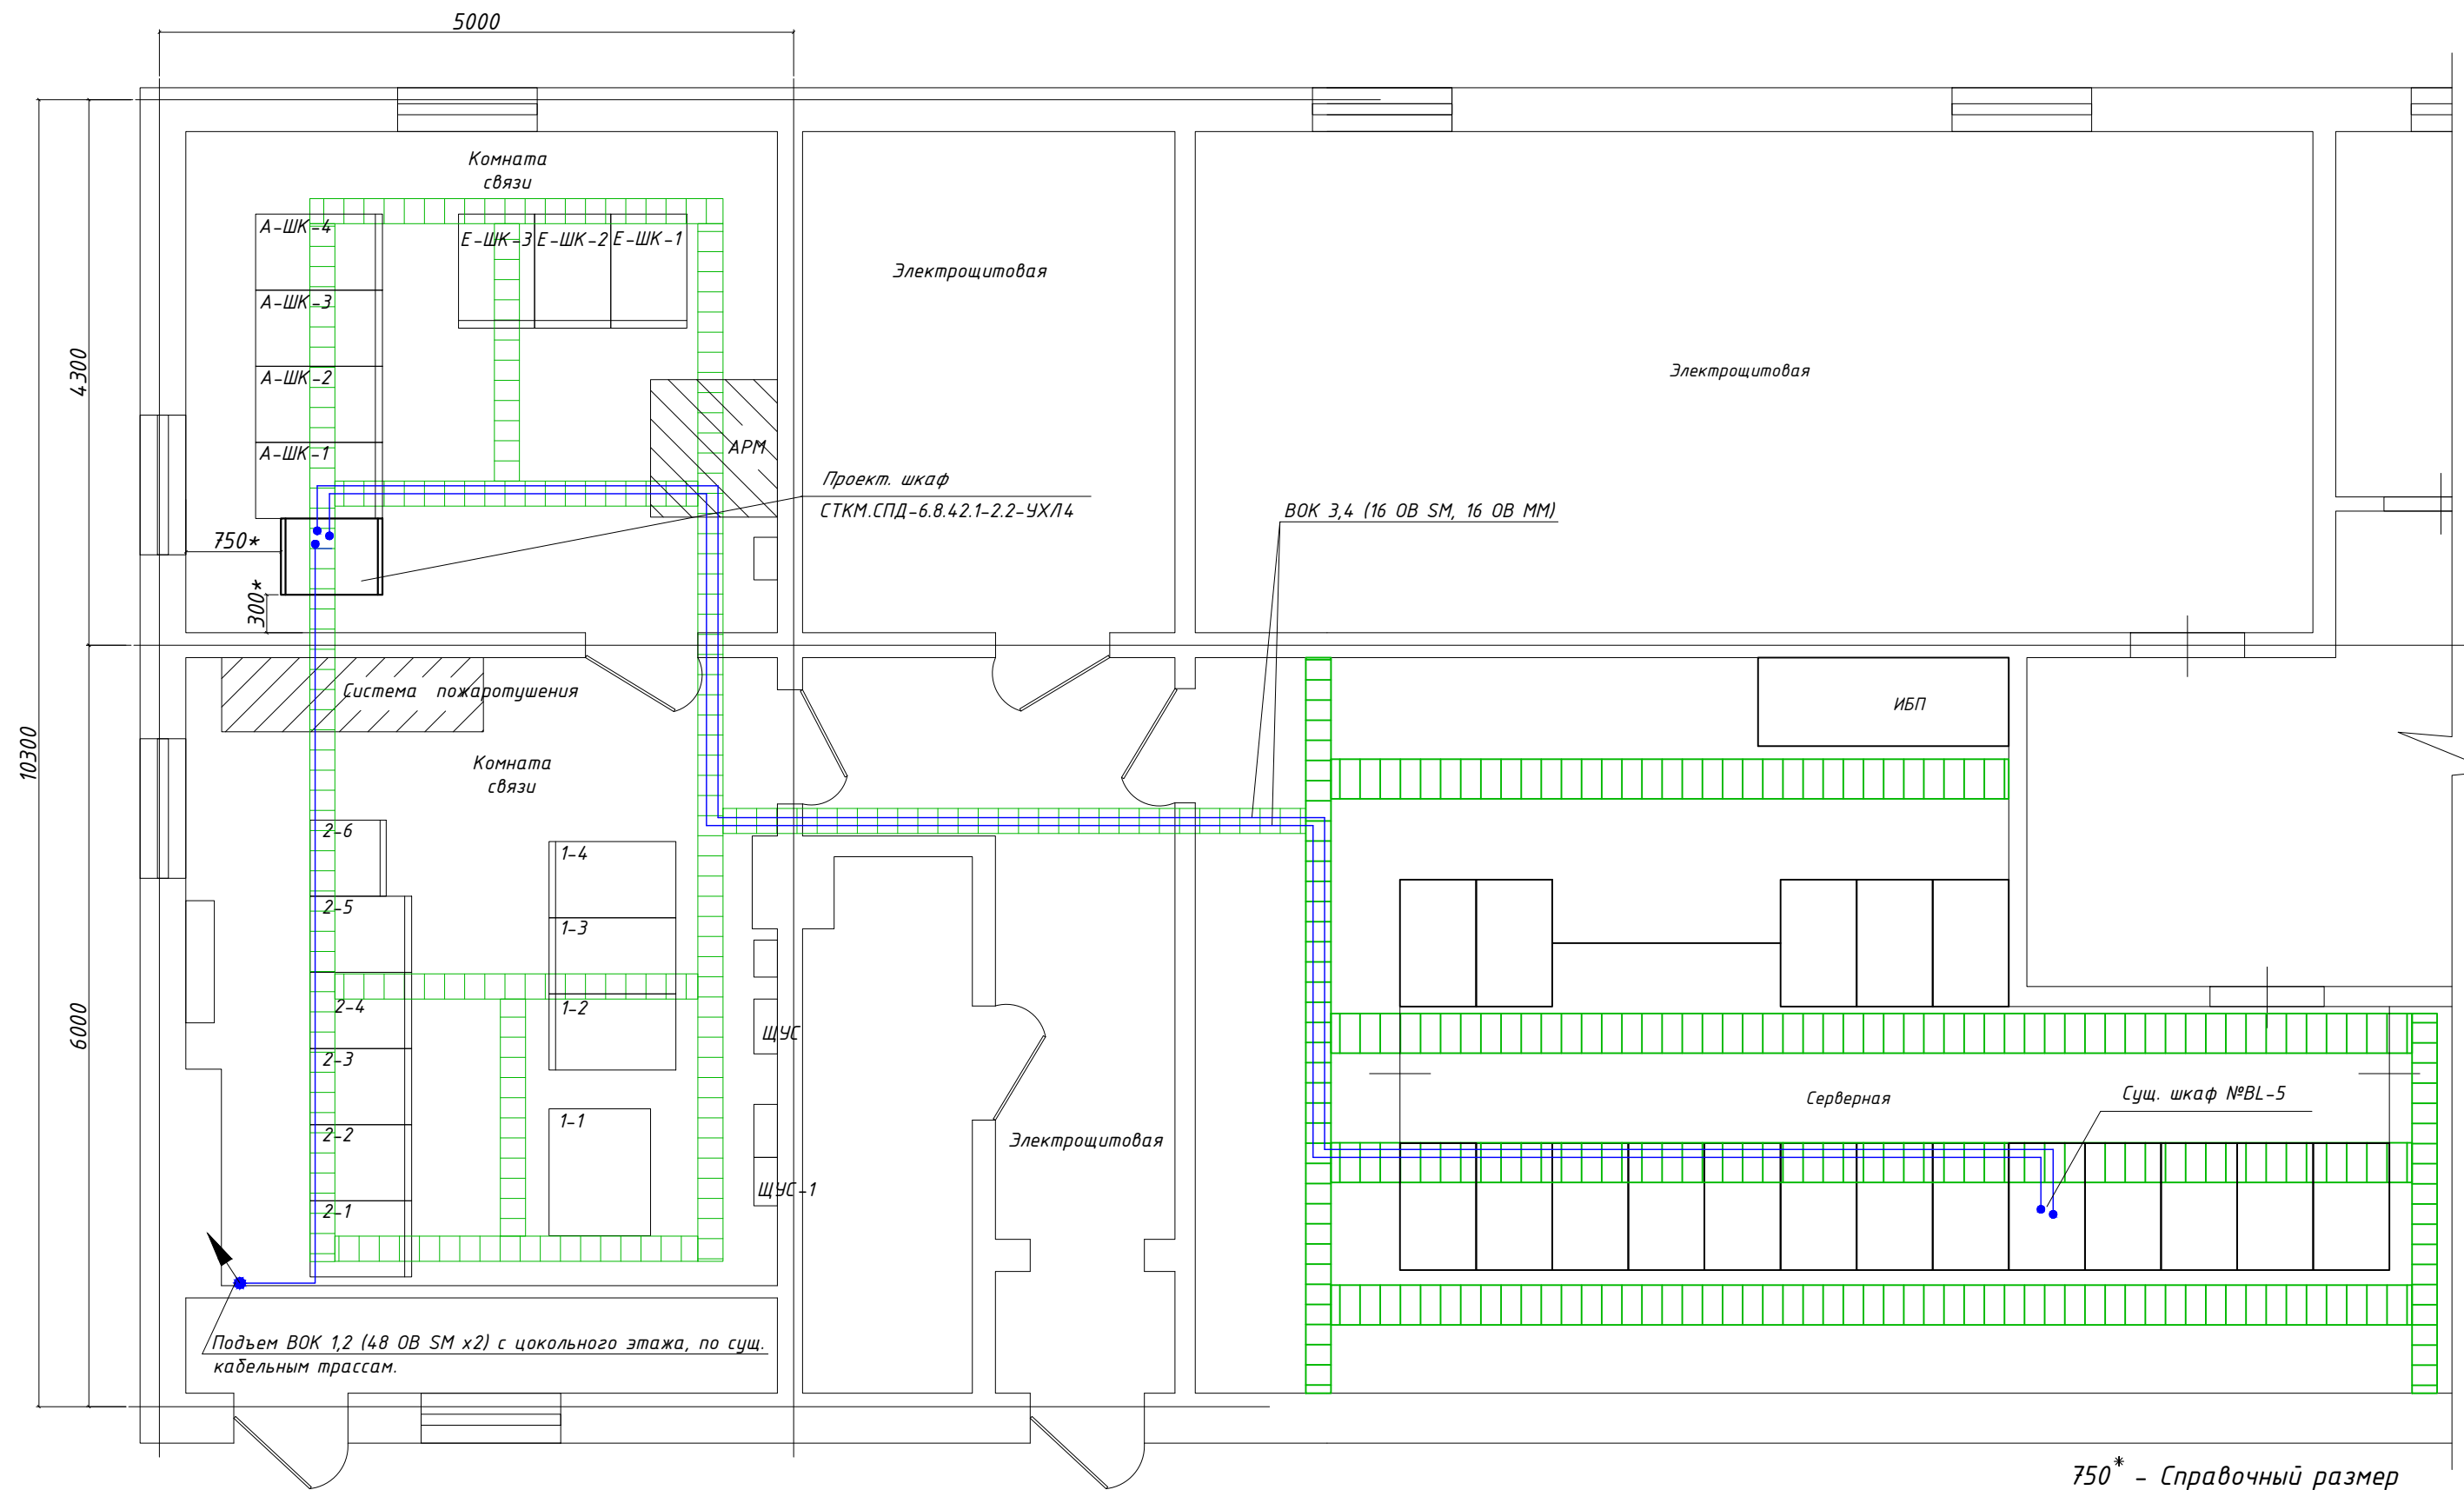 5000
Комната
связи
А-ШК-4
Е-ШК-3
Е-ШК-2
Е-ШК-1
Электрощитовая
А-ШК-3
4300
А-ШК-2
Электрощитовая
А-ШК-1
АРМ
Проект. шкаф
СТКМ.СПД-6.8.42.1-2.2-УХЛ4
ВОК 3,4 (16 ОВ SM, 16 ОВ ММ)
750*
300*
Система пожаротушения
ИБП
10300
Комната
связи
2-6
1-4
2-5
1-3
2-4
1-2
6000
ЩУС
2-3
Серверная
Сущ. шкаф №BL-5
1-1
2-2
Электрощитовая
ЩУС-1
2-1
Подъем ВОК 1,2 (48 ОВ SM x2) с цокольного этажа, по сущ.
кабельным трассам.
750* - Справочный размер